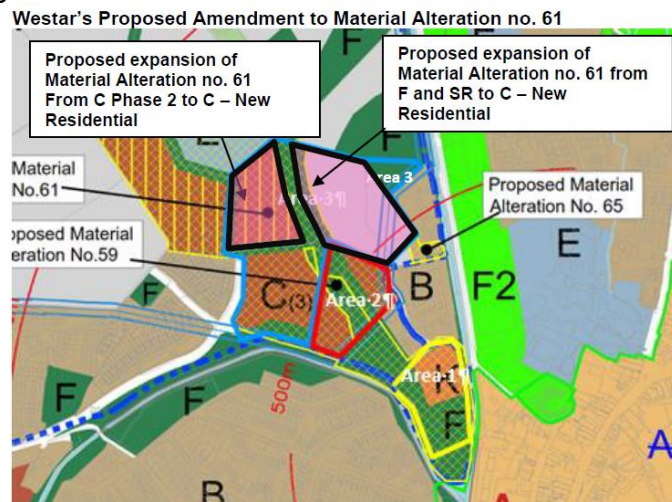 Westar's Proposed Amendment to Material Alteration no. 61
Proposed expansion of
Material Alteration no. 61
From C Phase 2 to C – New
Residential
Proposed expansion of
Material Alteration no. 61 from
F and SR to C – New
Residential
F
F
Material
No.61
Area 3
Area·3¶
Proposed Material
Alteration No. 65
oposed Material
eration No.59
E
F
C(3)
Area·2¶
B
F2
Area·1¶
K
F
F
F
500m
A
B
A